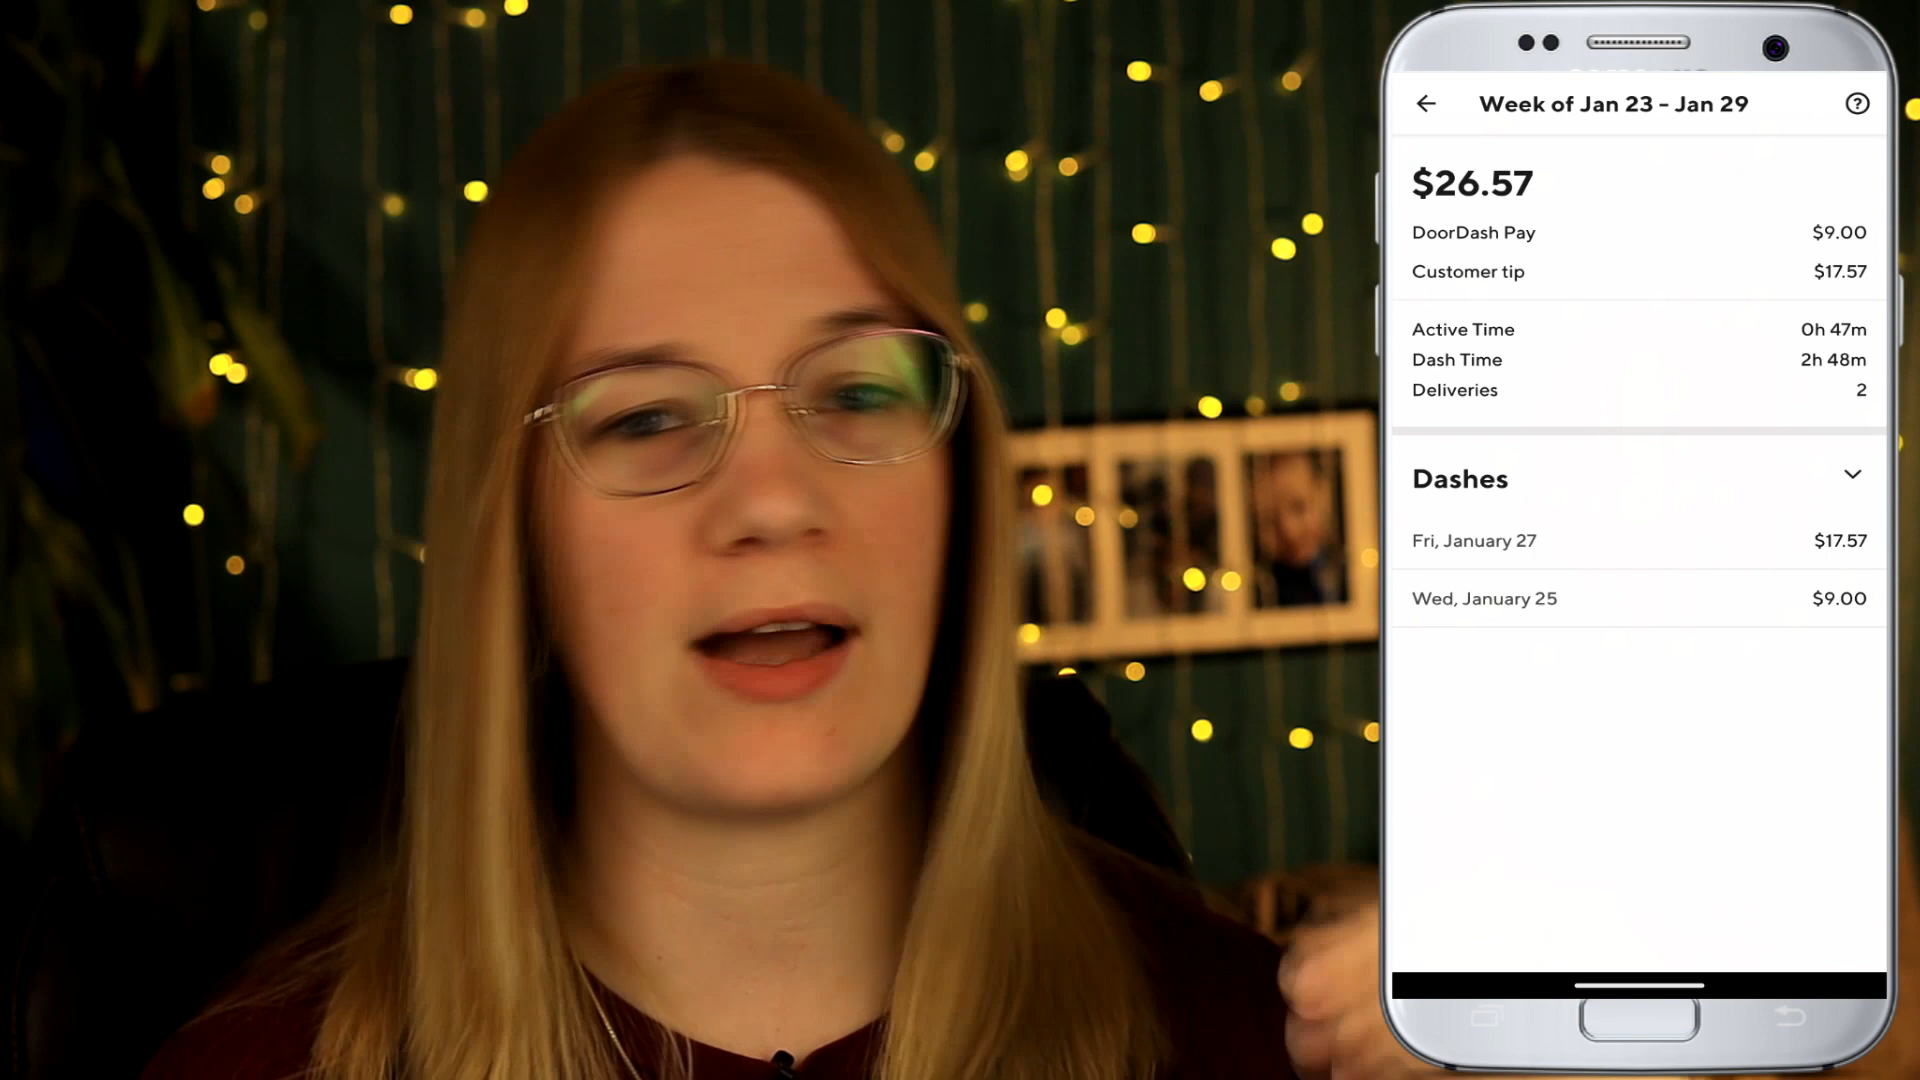 Week of Jan 23 - Jan 29
$26.57
DoorDash Pay $9.00
Customer tip $17.57
Active Time 0h 47m
Dash Time 2h 48m
Deliveries 2
Dashes
Fri, January 27 $17.57
Wed, January 25 $9.00